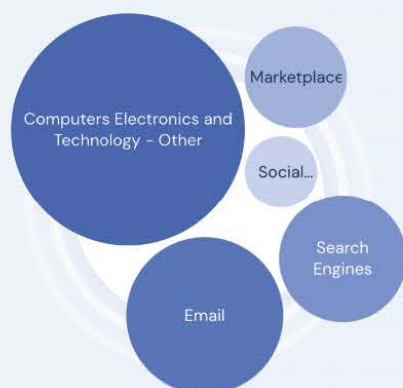 Marketplace
Computers Electronics and
Technology - Other
Social...
Search
Engines
Email